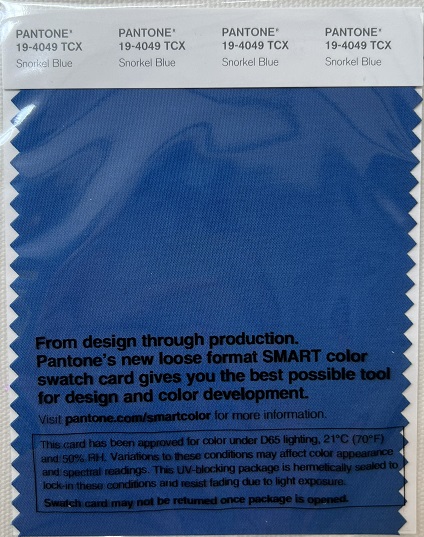 PANTONE® PANTONE® PANTONE® PANTONE®
19-4049 TCX 19-4049 TCX 19-4049 TCX 19-4049 TCX
Snorkel Blue Snorkel Blue Snorkel Blue Snorkel Blue
From design through production.
Pantone's new loose format SMART color
swatch card gives you the best possible tool
for design and color development.
Visit pantone.com/smartcolor for more information.
This card has been approved for color under D65 lighting, 21°C (70°F)
and 50% RH. Variations to these conditions may affect color appearance
and spectral readings. This UV-blocking package is hermetically sealed to
lock-in these conditions and resist fading due to light exposure.
Swatch card may not be returned once package is opened.